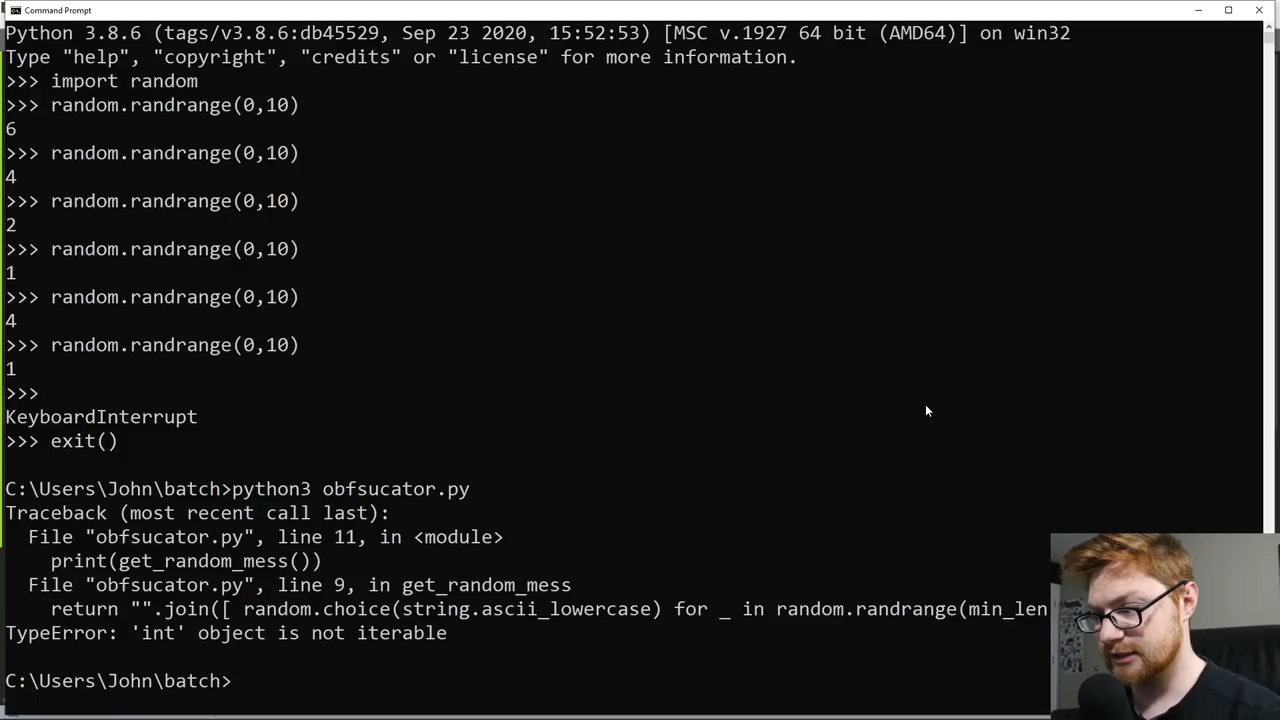 Command Prompt
Python 3.8.6 (tags/v3.8.6:db45529, Sep 23 2020, 15:52:53) [MSC v.1927 64 bit (AMD64)] on win32
Type "help", "copyright", "credits" or "license" for more information.
>>> import random
>>> random.randrange(0,10)
6
>>> random.randrange(0,10)
4
>>> random.randrange(0,10)
2
>>> random.randrange(0,10)
1
>>> random.randrange(0,10)
4
>>> random.randrange(0,10)
1
>>>
KeyboardInterrupt
>>> exit()
C:\Users\John\batch>python3 obfsucator.py
Traceback (most recent call last):
File "obfsucator.py", line 11, in <module>
print(get_random_mess())
File "obfsucator.py", line 9, in get_random_mess
return "".join([ random.choice(string.ascii_lowercase) for _ in random.randrange(min_len
TypeError: 'int' object is not iterable
C:\Users\John\batch>